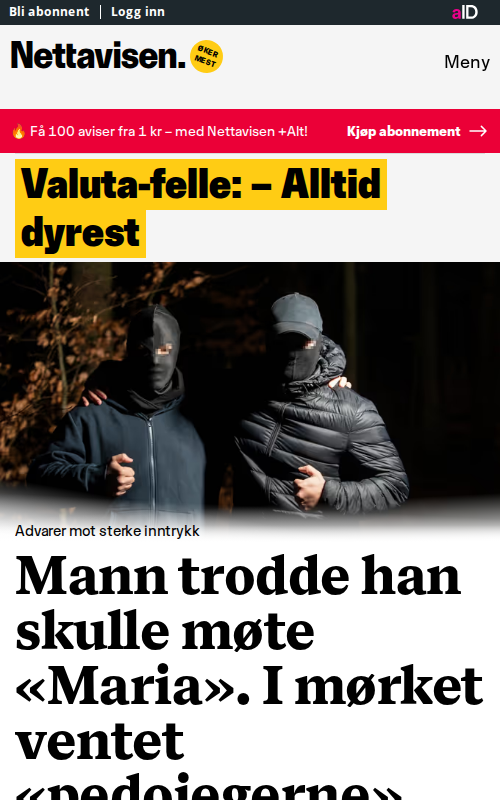 Bli abonnent | Logg inn
aID
Nettavisen.
ØKER
MEST
Meny
🔥 Få 100 aviser fra 1 kr – med Nettavisen +Alt!
Kjøp abonnement →
Valuta-felle: – Alltid
dyrest
Advarer mot sterke inntrykk
Mann trodde han
skulle møte
«Maria». I mørket
ventet
«pedojegerne»